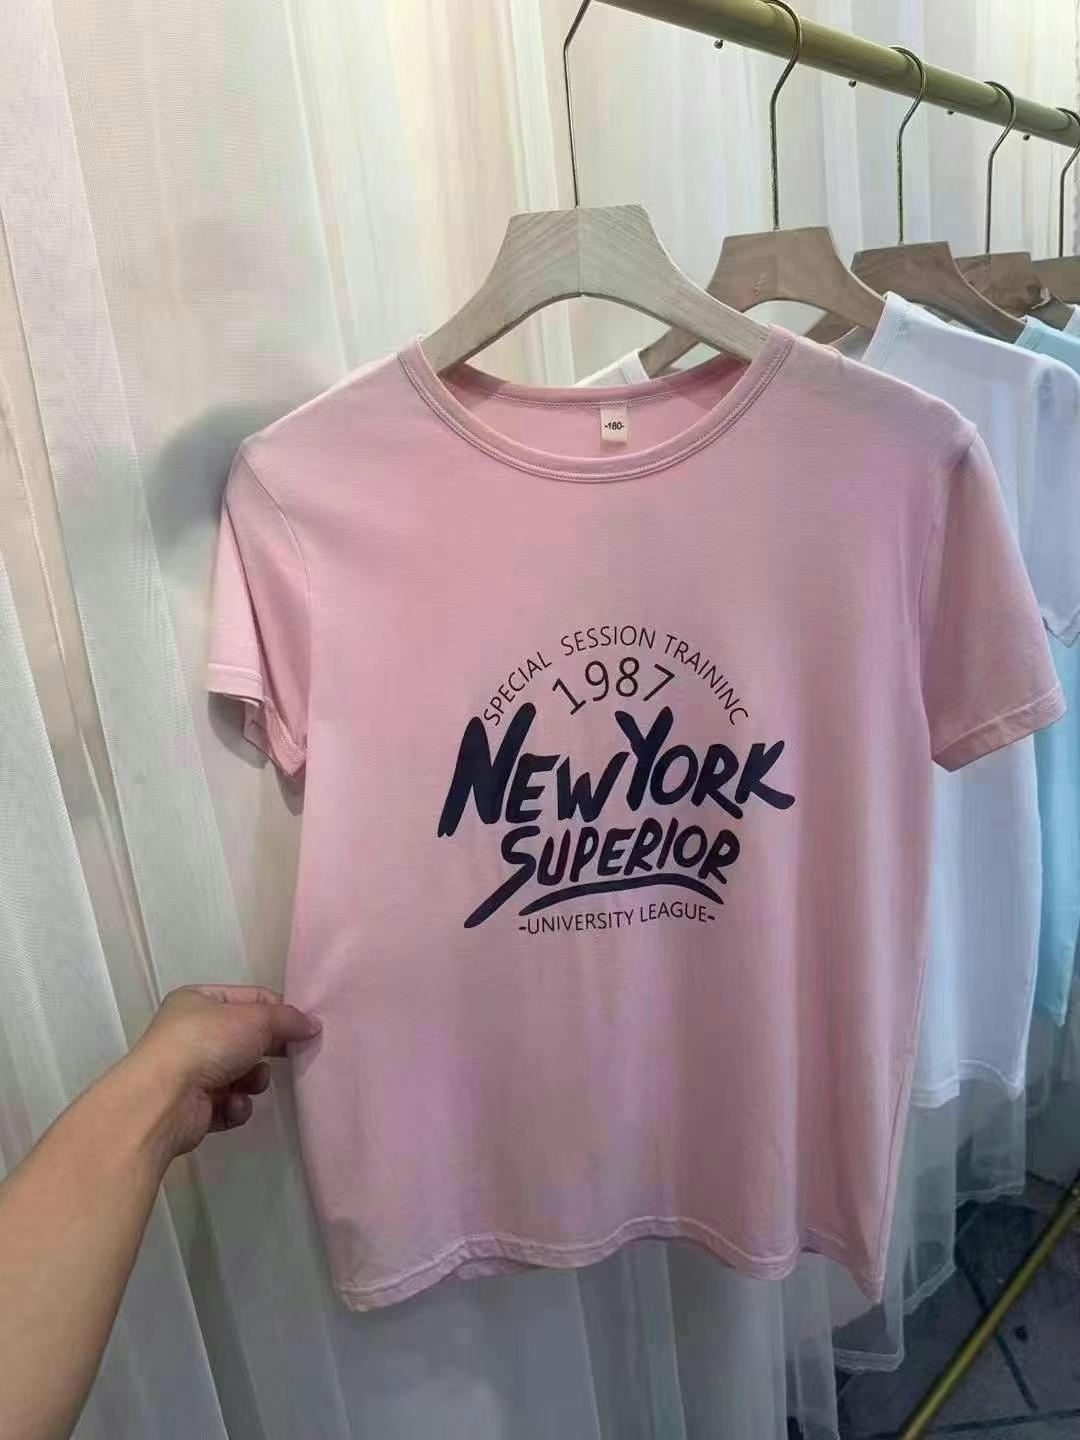 -180-
SPECIAL SESSION TRAININC
1987
NEW YORK
SUPERIOR
-UNIVERSITY LEAGUE-